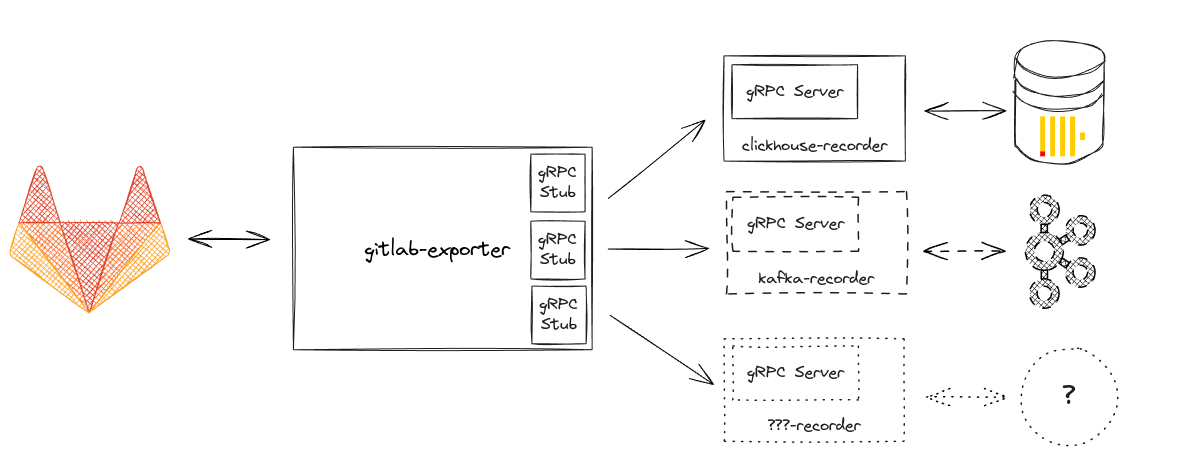 gRPC Server
clickhouse-recorder
gRPC
Stub
gitlab-exporter
gRPC
Stub
gRPC
Stub
gRPC Server
kafka-recorder
gRPC Server
???-recorder
?